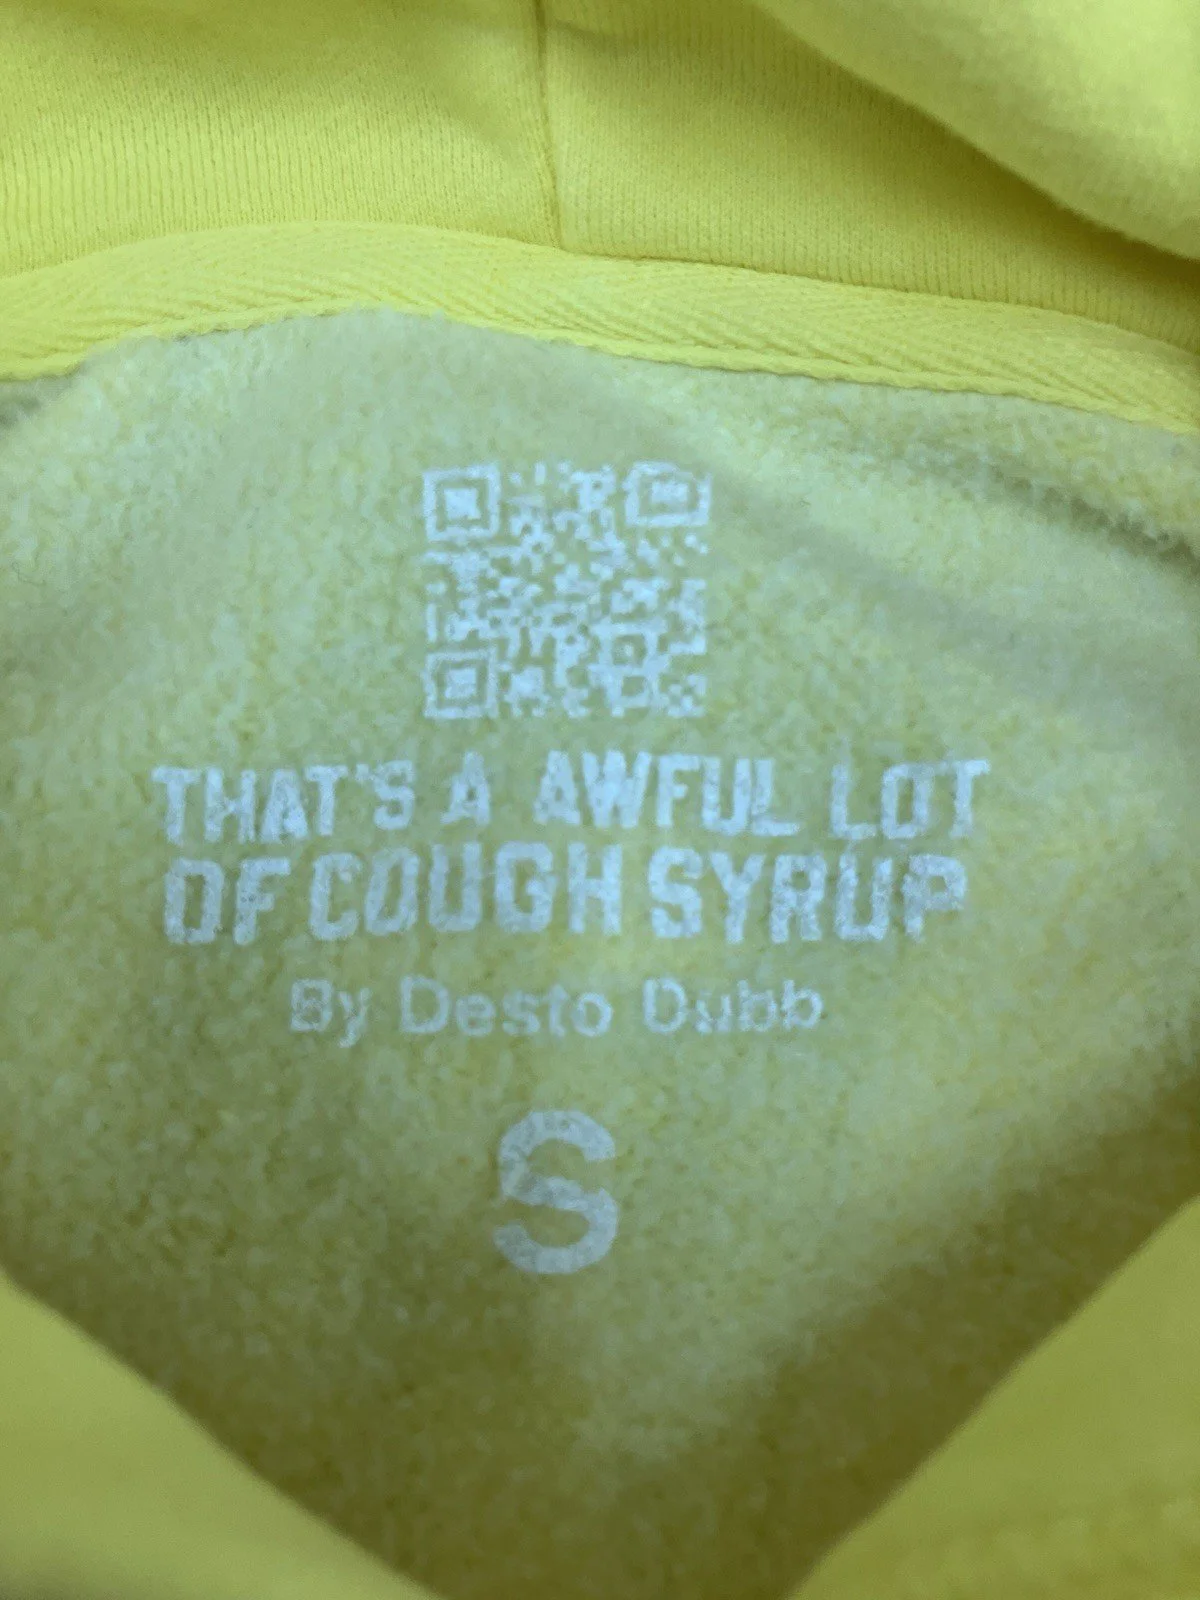 THAT'S A AWFUL LOT
OF COUGH SYRUP
By Desto Dubb
S